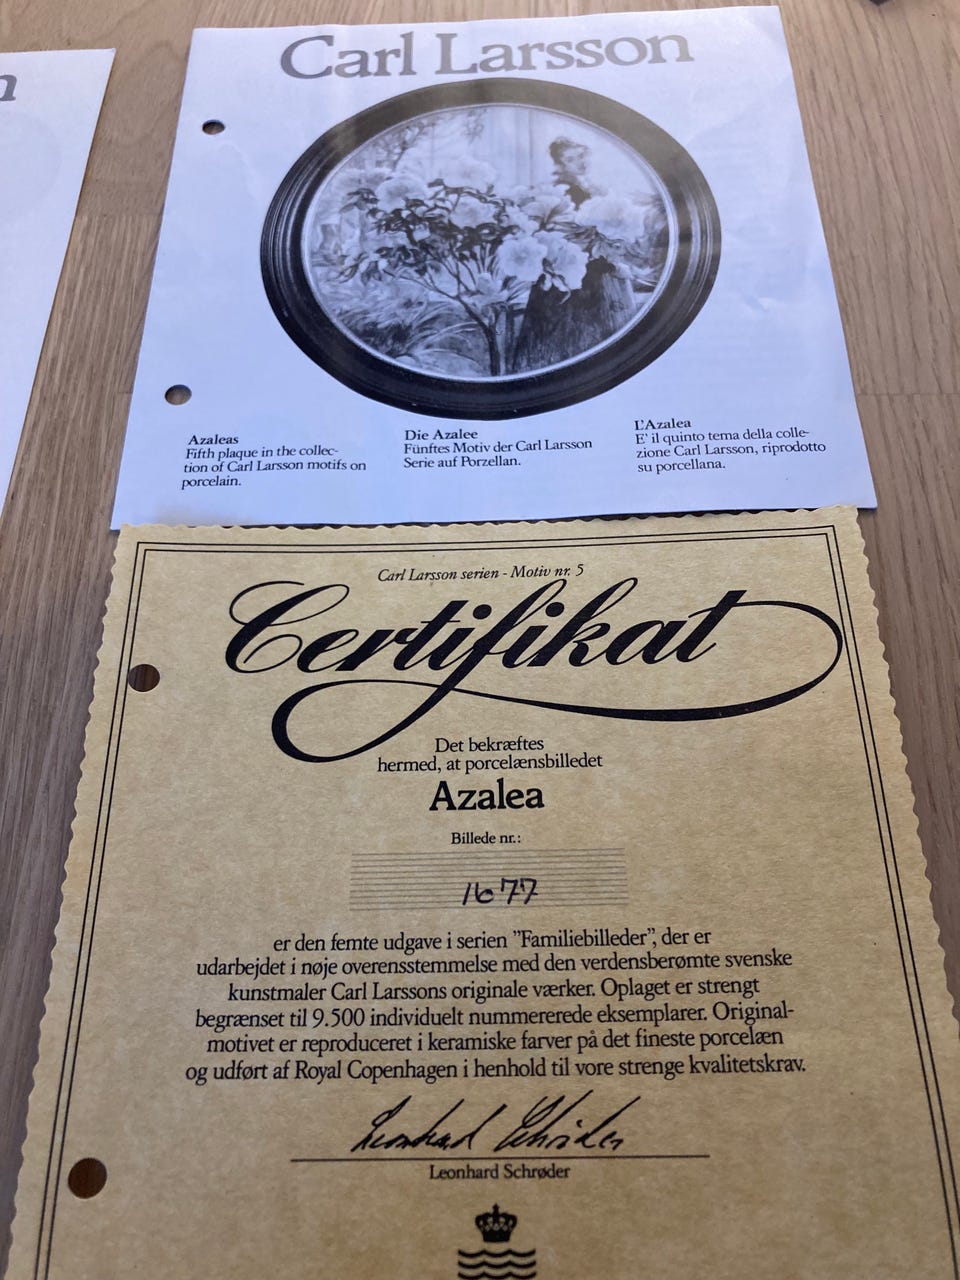 n
Carl Larsson
Azaleas
Fifth plaque in the collec-
tion of Carl Larsson motifs on
porcelain.
Die Azalee
Fünftes Motiv der Carl Larsson
Serie auf Porzellan.
L'Azalea
E' il quinto tema della colle-
zione Carl Larsson, riprodotto
su porcellana.
Carl Larsson serien - Motiv nr. 5
Certifikat
Det bekræftes
hermed, at porcelænsbilledet
Azalea
Billede nr.:
1677
er den femte udgave i serien "Familiebilleder", der er
udarbejdet i nøje overensstemmelse med den verdensberømte svenske
kunstmaler Carl Larssons originale værker. Oplaget er strengt
begrænset til 9.500 individuelt nummererede eksemplarer. Original-
motivet er reproduceret i keramiske farver på det fineste porcelæn
og udført af Royal Copenhagen i henhold til vore strenge kvalitetskrav.
Leonhard Schrøder
Leonhard Schrøder